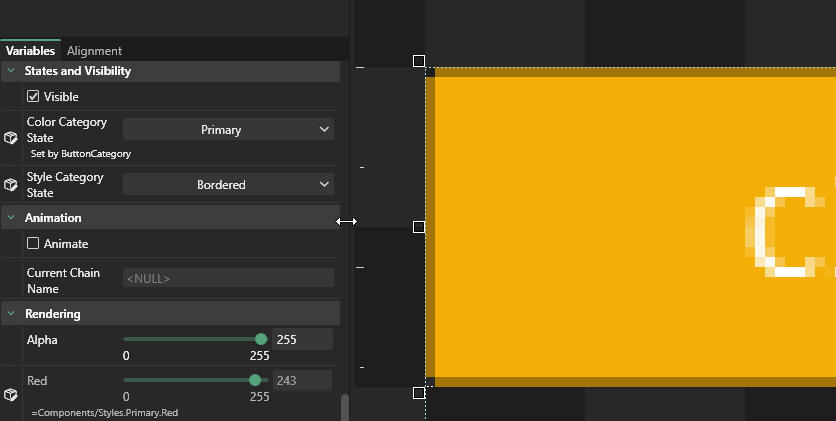 Variables Alignment
States and Visibility
Visible
Color Category
State
Primary
Set by ButtonCategory
Style Category
State
Bordered
Animation
Animate
Current Chain
Name
<NULL>
Rendering
Alpha
255
0 255
Red
243
0 255
=Components/Styles.Primary.Red
C